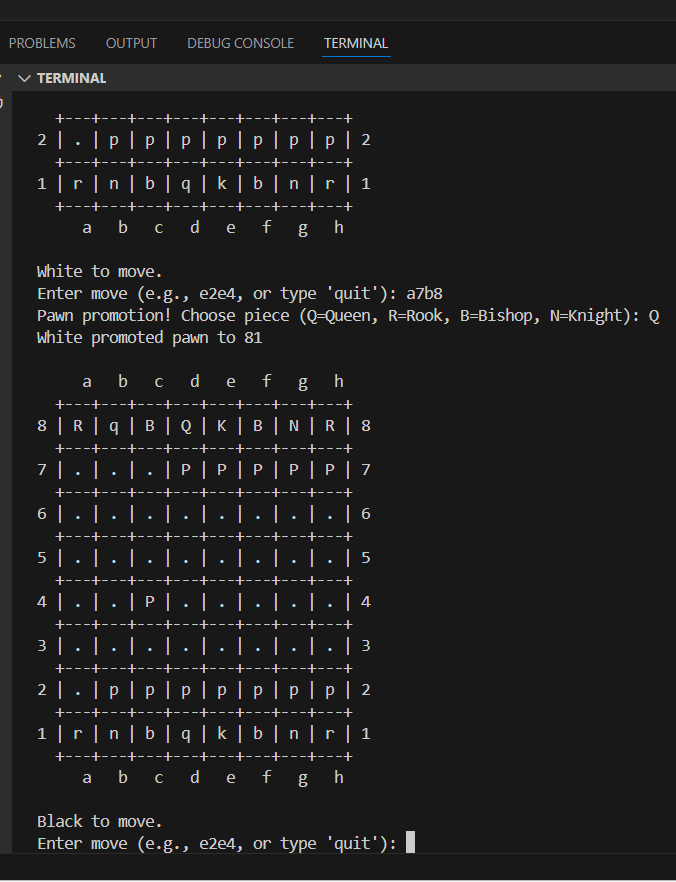 PROBLEMS OUTPUT DEBUG CONSOLE TERMINAL
TERMINAL
+---+---+---+---+---+---+---+---+
2 | . | p | p | p | p | p | p | p | 2
+---+---+---+---+---+---+---+---+
1 | r | n | b | q | k | b | n | r | 1
+---+---+---+---+---+---+---+---+
a b c d e f g h
White to move.
Enter move (e.g., e2e4, or type 'quit'): a7b8
Pawn promotion! Choose piece (Q=Queen, R=Rook, B=Bishop, N=Knight): Q
White promoted pawn to 81
a b c d e f g h
+---+---+---+---+---+---+---+---+
8 | R | q | B | Q | K | B | N | R | 8
+---+---+---+---+---+---+---+---+
7 | . | . | . | P | P | P | P | P | 7
+---+---+---+---+---+---+---+---+
6 | . | . | . | . | . | . | . | . | 6
+---+---+---+---+---+---+---+---+
5 | . | . | . | . | . | . | . | . | 5
+---+---+---+---+---+---+---+---+
4 | . | . | P | . | . | . | . | . | 4
+---+---+---+---+---+---+---+---+
3 | . | . | . | . | . | . | . | . | 3
+---+---+---+---+---+---+---+---+
2 | . | p | p | p | p | p | p | p | 2
+---+---+---+---+---+---+---+---+
1 | r | n | b | q | k | b | n | r | 1
+---+---+---+---+---+---+---+---+
a b c d e f g h
Black to move.
Enter move (e.g., e2e4, or type 'quit'):